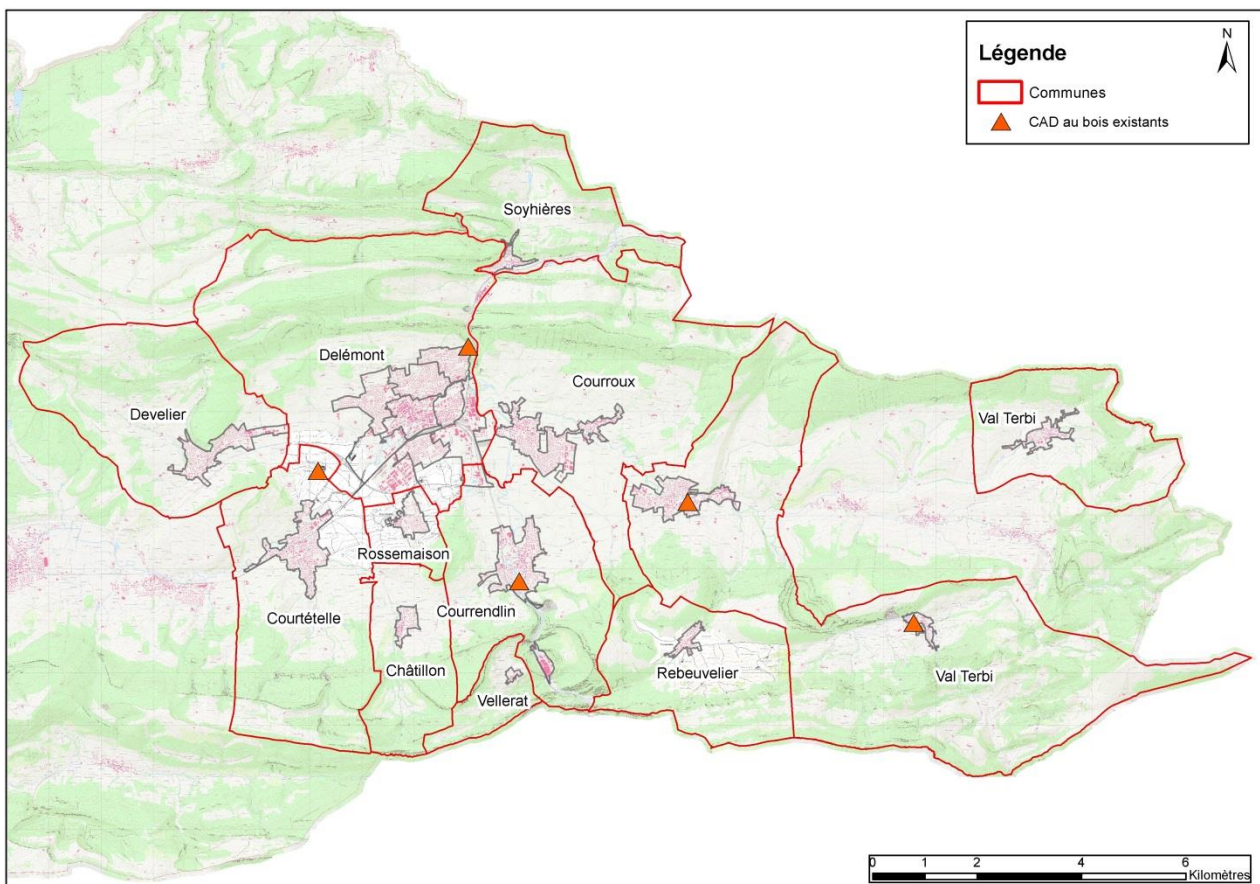 Légende
N
Communes
CAD au bois existants
Soyhières
Delémont
Courroux
Develier
Val Terbi
Rossemaison
Courtételle
Courrendlin
Châtillon
Rebeuvelier
Val Terbi
Vellerat
0 1 2 4 6
Kilomètres